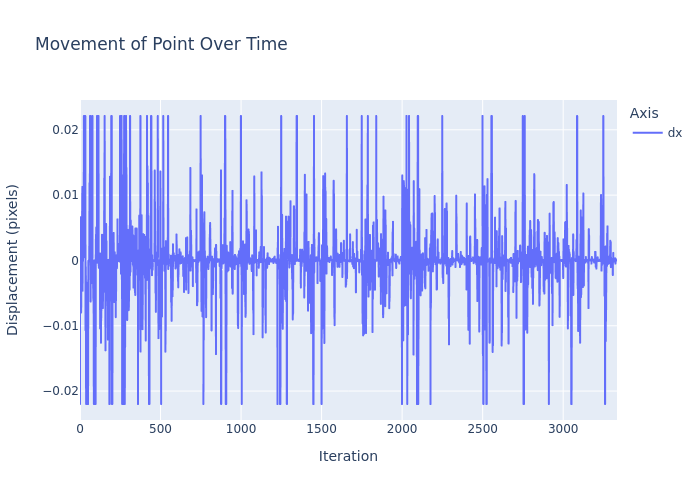 Movement of Point Over Time
Axis
dx
0.02
0.01
0
−0.01
−0.02
Displacement (pixels)
0 500 1000 1500 2000 2500 3000
Iteration